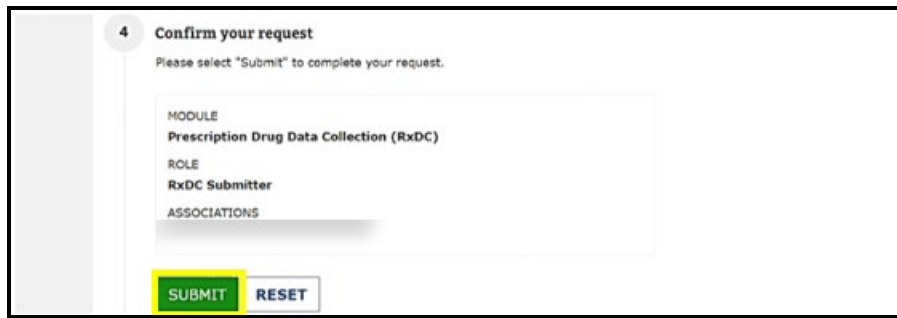 4 Confirm your request
Please select "Submit" to complete your request.
MODULE
Prescription Drug Data Collection (RxDC)
ROLE
RxDC Submitter
ASSOCIATIONS
SUBMIT RESET